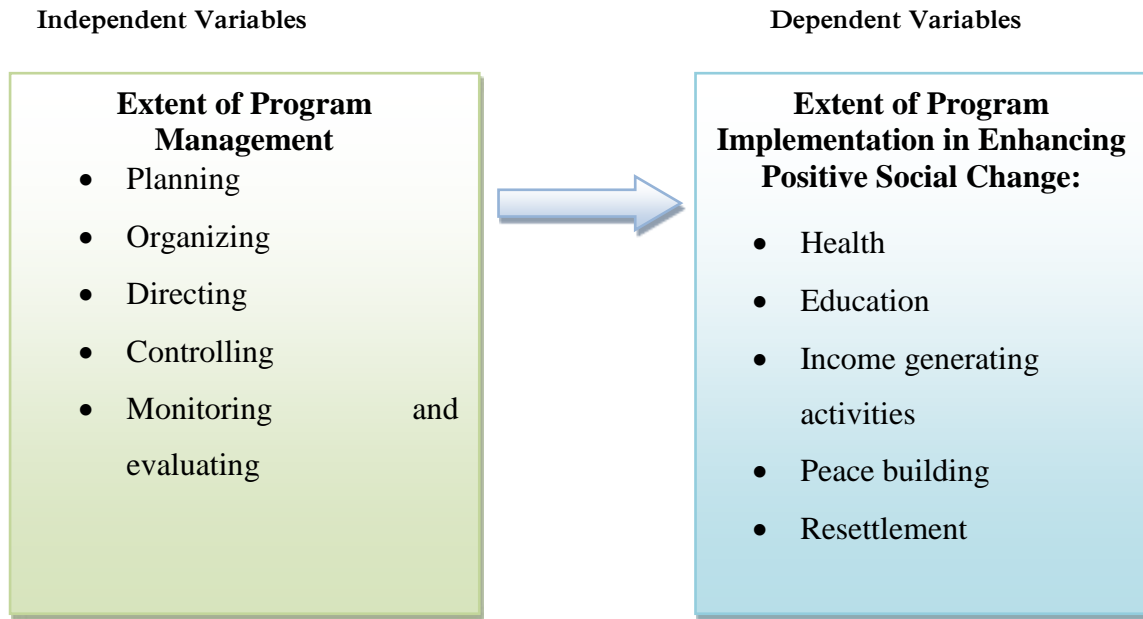 Independent Variables
Dependent Variables
Extent of Program
Management
• Planning
• Organizing
• Directing
• Controlling
• Monitoring and
evaluating
Extent of Program
Implementation in Enhancing
Positive Social Change:
• Health
• Education
• Income generating
activities
• Peace building
• Resettlement